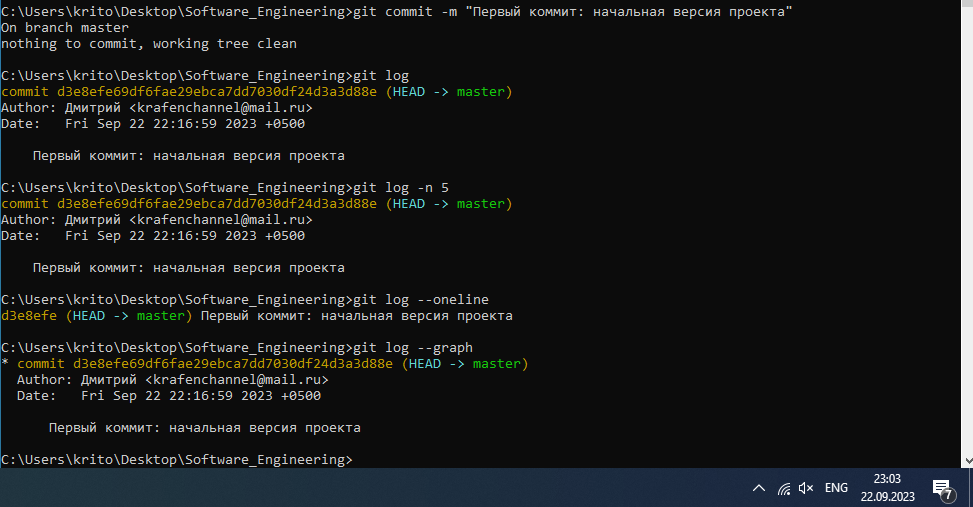 C:\Users\krito\Desktop\Software_Engineering>git commit -m "Первый коммит: начальная версия проекта"
On branch master
nothing to commit, working tree clean
C:\Users\krito\Desktop\Software_Engineering>git log
commit d3e8efe69df6fae29ebca7dd7030df24d3a3d88e (HEAD -> master)
Author: Дмитрий <krafenchannel@mail.ru>
Date:   Fri Sep 22 22:16:59 2023 +0500
    Первый коммит: начальная версия проекта
C:\Users\krito\Desktop\Software_Engineering>git log -n 5
commit d3e8efe69df6fae29ebca7dd7030df24d3a3d88e (HEAD -> master)
Author: Дмитрий <krafenchannel@mail.ru>
Date:   Fri Sep 22 22:16:59 2023 +0500
    Первый коммит: начальная версия проекта
C:\Users\krito\Desktop\Software_Engineering>git log --oneline
d3e8efe (HEAD -> master) Первый коммит: начальная версия проекта
C:\Users\krito\Desktop\Software_Engineering>git log --graph
* commit d3e8efe69df6fae29ebca7dd7030df24d3a3d88e (HEAD -> master)
  Author: Дмитрий <krafenchannel@mail.ru>
  Date:   Fri Sep 22 22:16:59 2023 +0500
      Первый коммит: начальная версия проекта
C:\Users\krito\Desktop\Software_Engineering>
ENG
23:03
22.09.2023
7